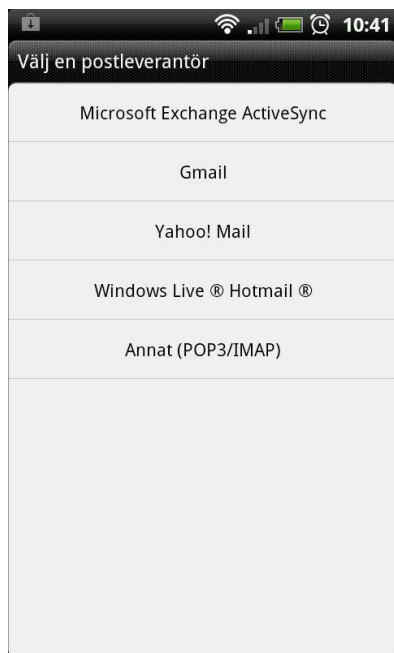 10:41
Välj en postleverantör
Microsoft Exchange ActiveSync
Gmail
Yahoo! Mail
Windows Live ® Hotmail ®
Annat (POP3/IMAP)